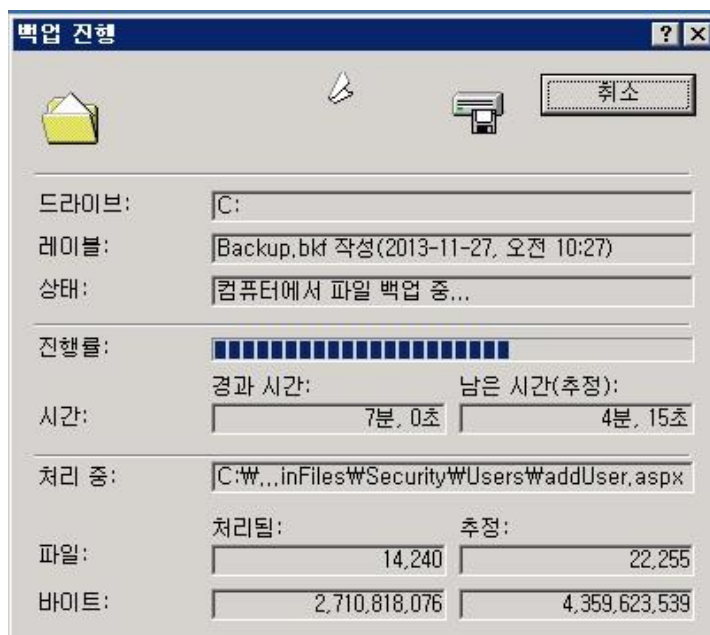 백업 진행
취소
드라이브: C:
레이블: Backup.bkf 작성(2013-11-27, 오전 10:27)
상태: 컴퓨터에서 파일 백업 중...
진행률:
경과 시간: 남은 시간(추정):
시간: 7분, 0초 4분, 15초
처리 중: C:₩...inFiles₩Security₩Users₩addUser.aspx
처리됨: 추정:
파일: 14,240 22,255
바이트: 2,710,818,076 4,359,623,539